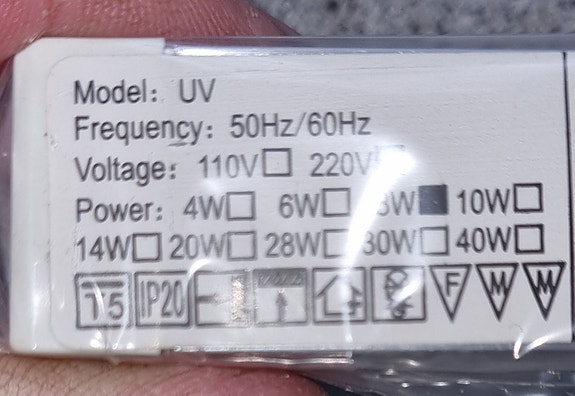 Model: UV
Frequency: 50Hz/60Hz
Voltage: 110V 220V
Power: 4W 6W 8W 10W
14W 20W 28W 30W 40W
T5 IP20 F M M